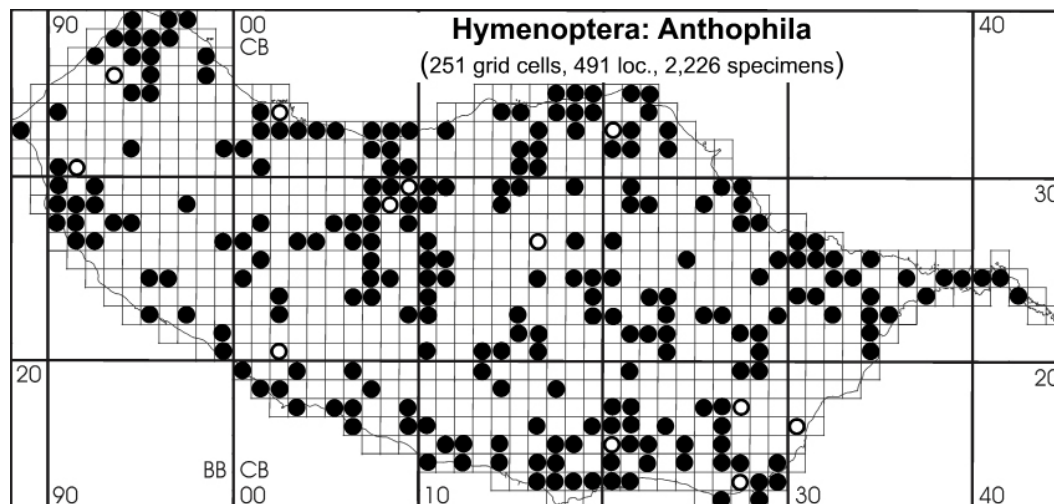 90
00
CB
Hymenoptera: Anthophila
40
(251 grid cells, 491 loc., 2,226 specimens)
30
20
20
BB CB
90
00
10
30
40